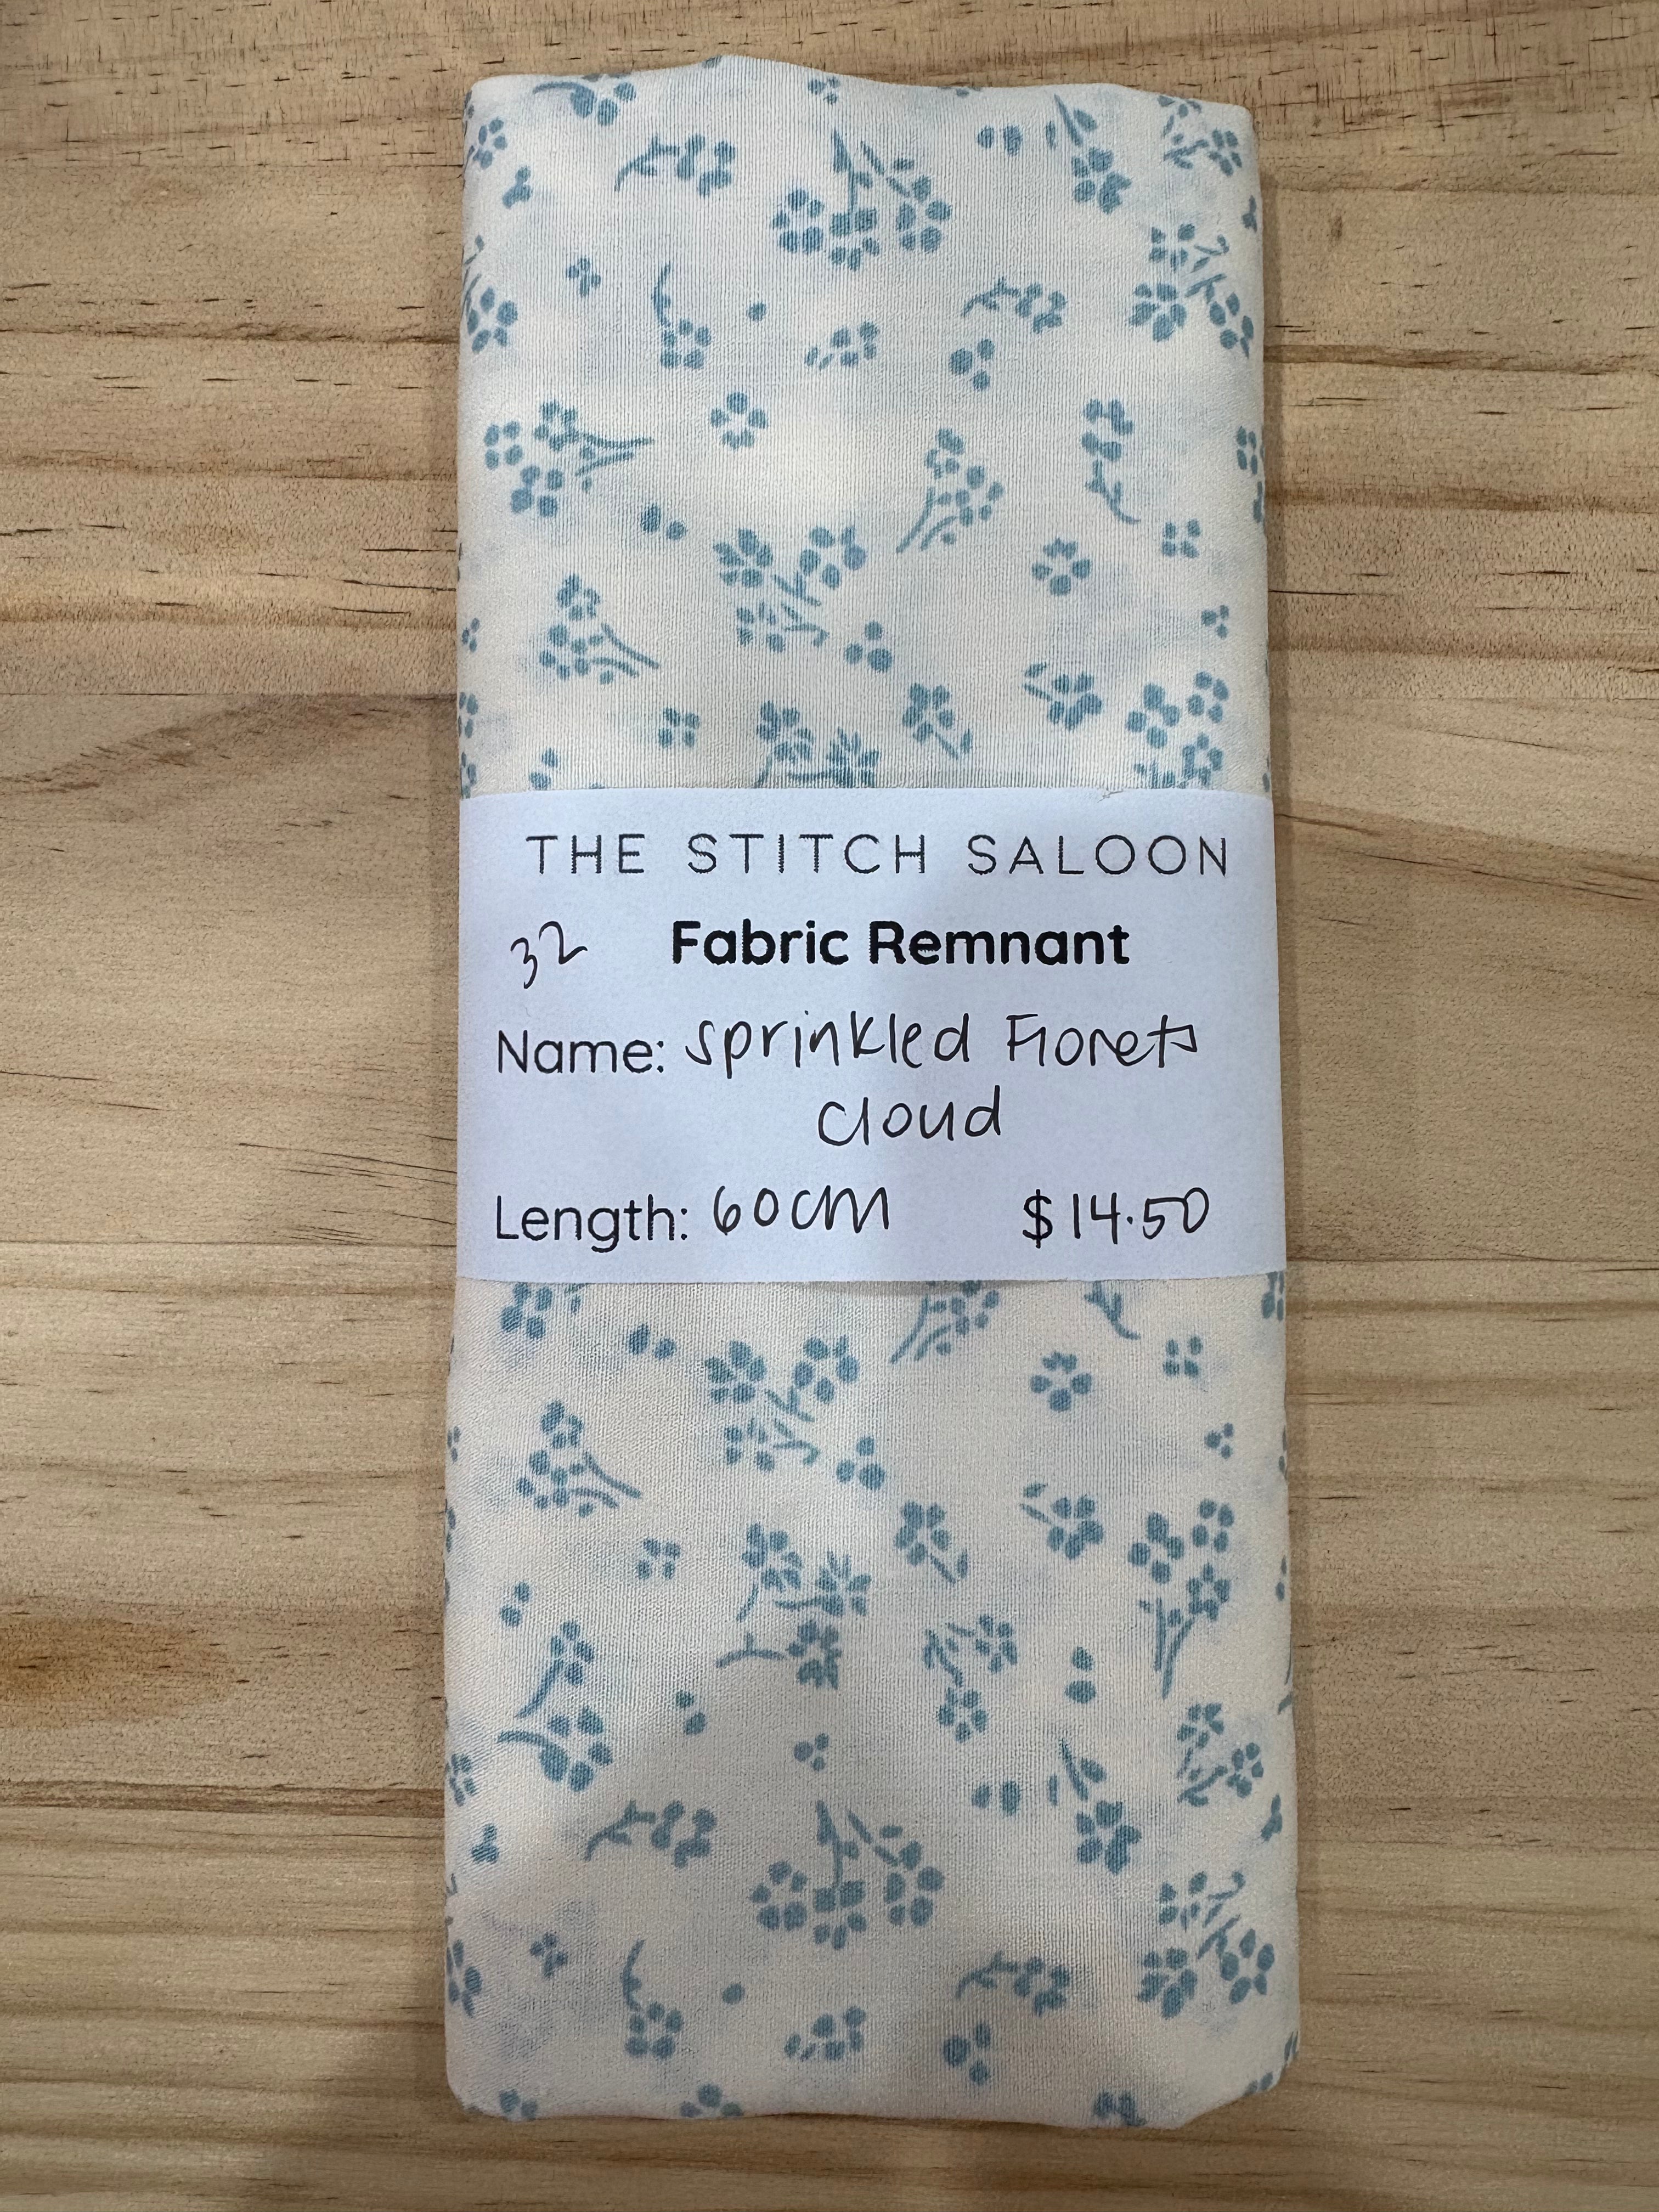 THE STITCH SALOON
32 Fabric Remnant
Name: Sprinkled Florets
Cloud
Length: 60cm $14.50